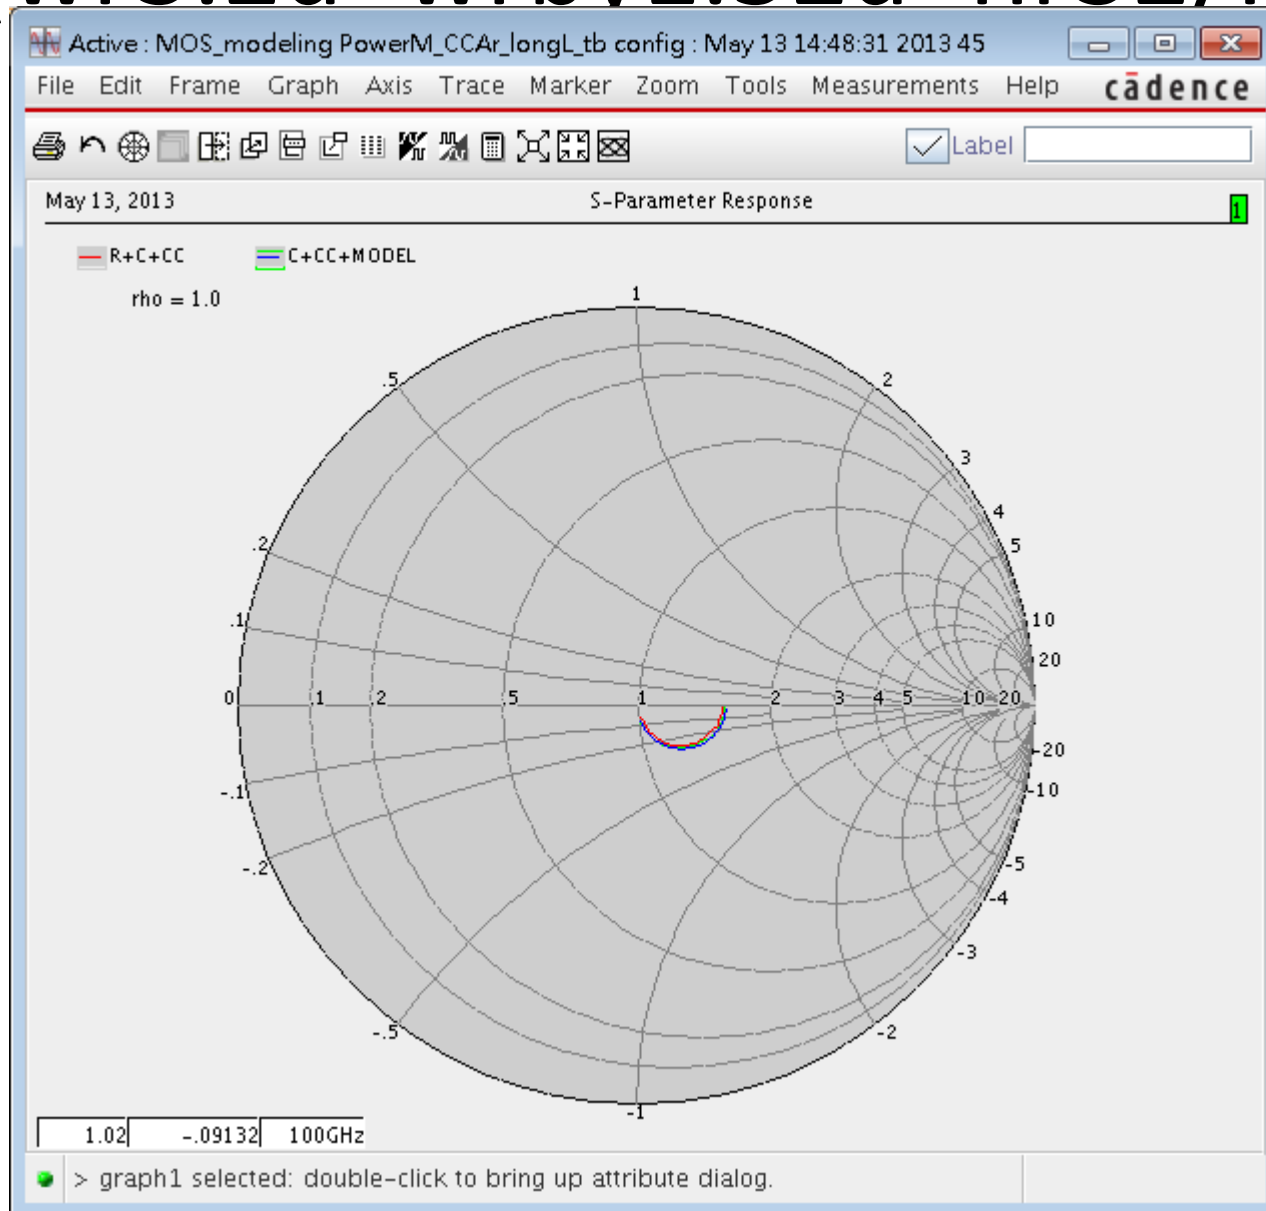 Active : MOS_modeling PowerM_CCAr_longL_tb config : May 13 14:48:31 2013 45
File Edit Frame Graph Axis Trace Marker Zoom Tools Measurements Help cādence
Label
May 13, 2013 S-Parameter Response 1
R+C+CC C+CC+MODEL
rho = 1.0
1
.5 2
3
4
.2 5
.1 10
20
0 .1 .2 .5 1 2 3 4 5 10 20
-20
-.1 -10
-.2 -5
-4
-3
-.5 -2
-1
1.02 -.09132 100GHz
> graph1 selected: double-click to bring up attribute dialog.